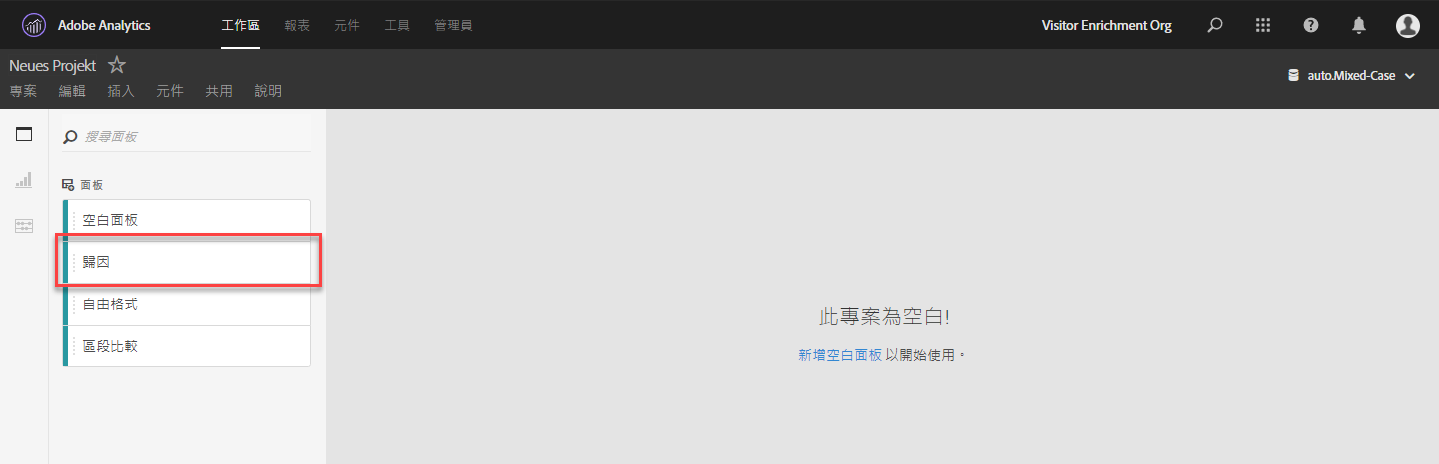 Adobe Analytics 工作區 報表 元件 工具 管理員 Visitor Enrichment Org
Neues Projekt
auto.Mixed-Case
專案 編輯 插入 元件 共用 說明
搜尋面板
面板
空白面板
歸因
自由格式
區段比較
此專案為空白!
新增空白面板 以開始使用。